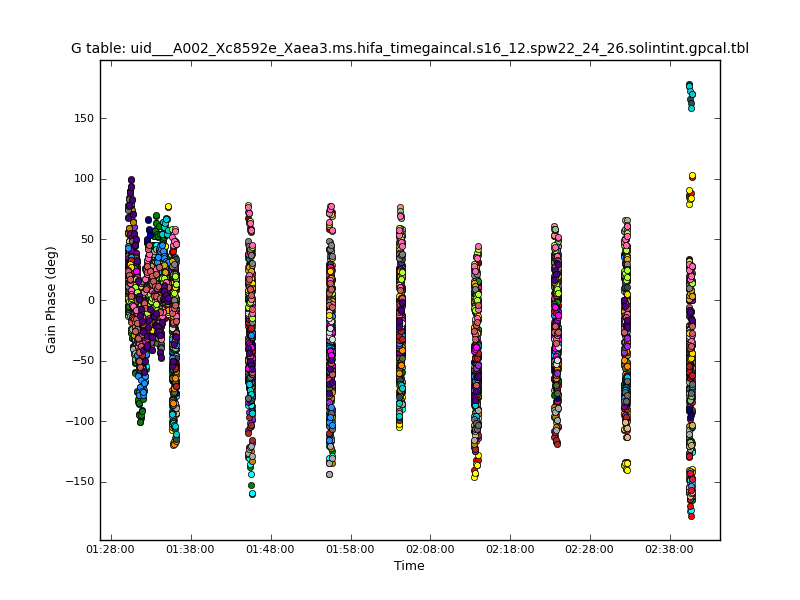 G table: uid___A002_Xc8592e_Xaea3.ms.hifa_timegaincal.s16_12.spw22_24_26.solintint.gpcal.tbl
150
100
50
0
−50
−100
−150
Gain Phase (deg)
01:28:00 01:38:00 01:48:00 01:58:00 02:08:00 02:18:00 02:28:00 02:38:00
Time